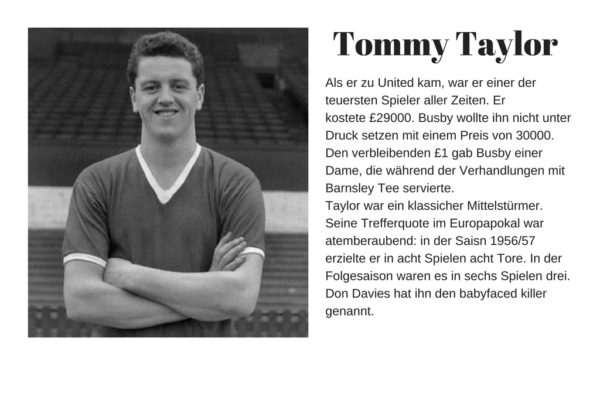 Tommy Taylor
Als er zu United kam, war er einer der
teuersten Spieler aller Zeiten. Er
kostete £29000. Busby wollte ihn nicht unter
Druck setzen mit einem Preis von 30000.
Den verbleibenden £1 gab Busby einer
Dame, die während der Verhandlungen mit
Barnsley Tee servierte.
Taylor war ein klassicher Mittelstürmer.
Seine Trefferquote im Europapokal war
atemberaubend: in der Saisn 1956/57
erzielte er in acht Spielen acht Tore. In der
Folgesaison waren es in sechs Spielen drei.
Don Davies hat ihn den babyfaced killer
genannt.